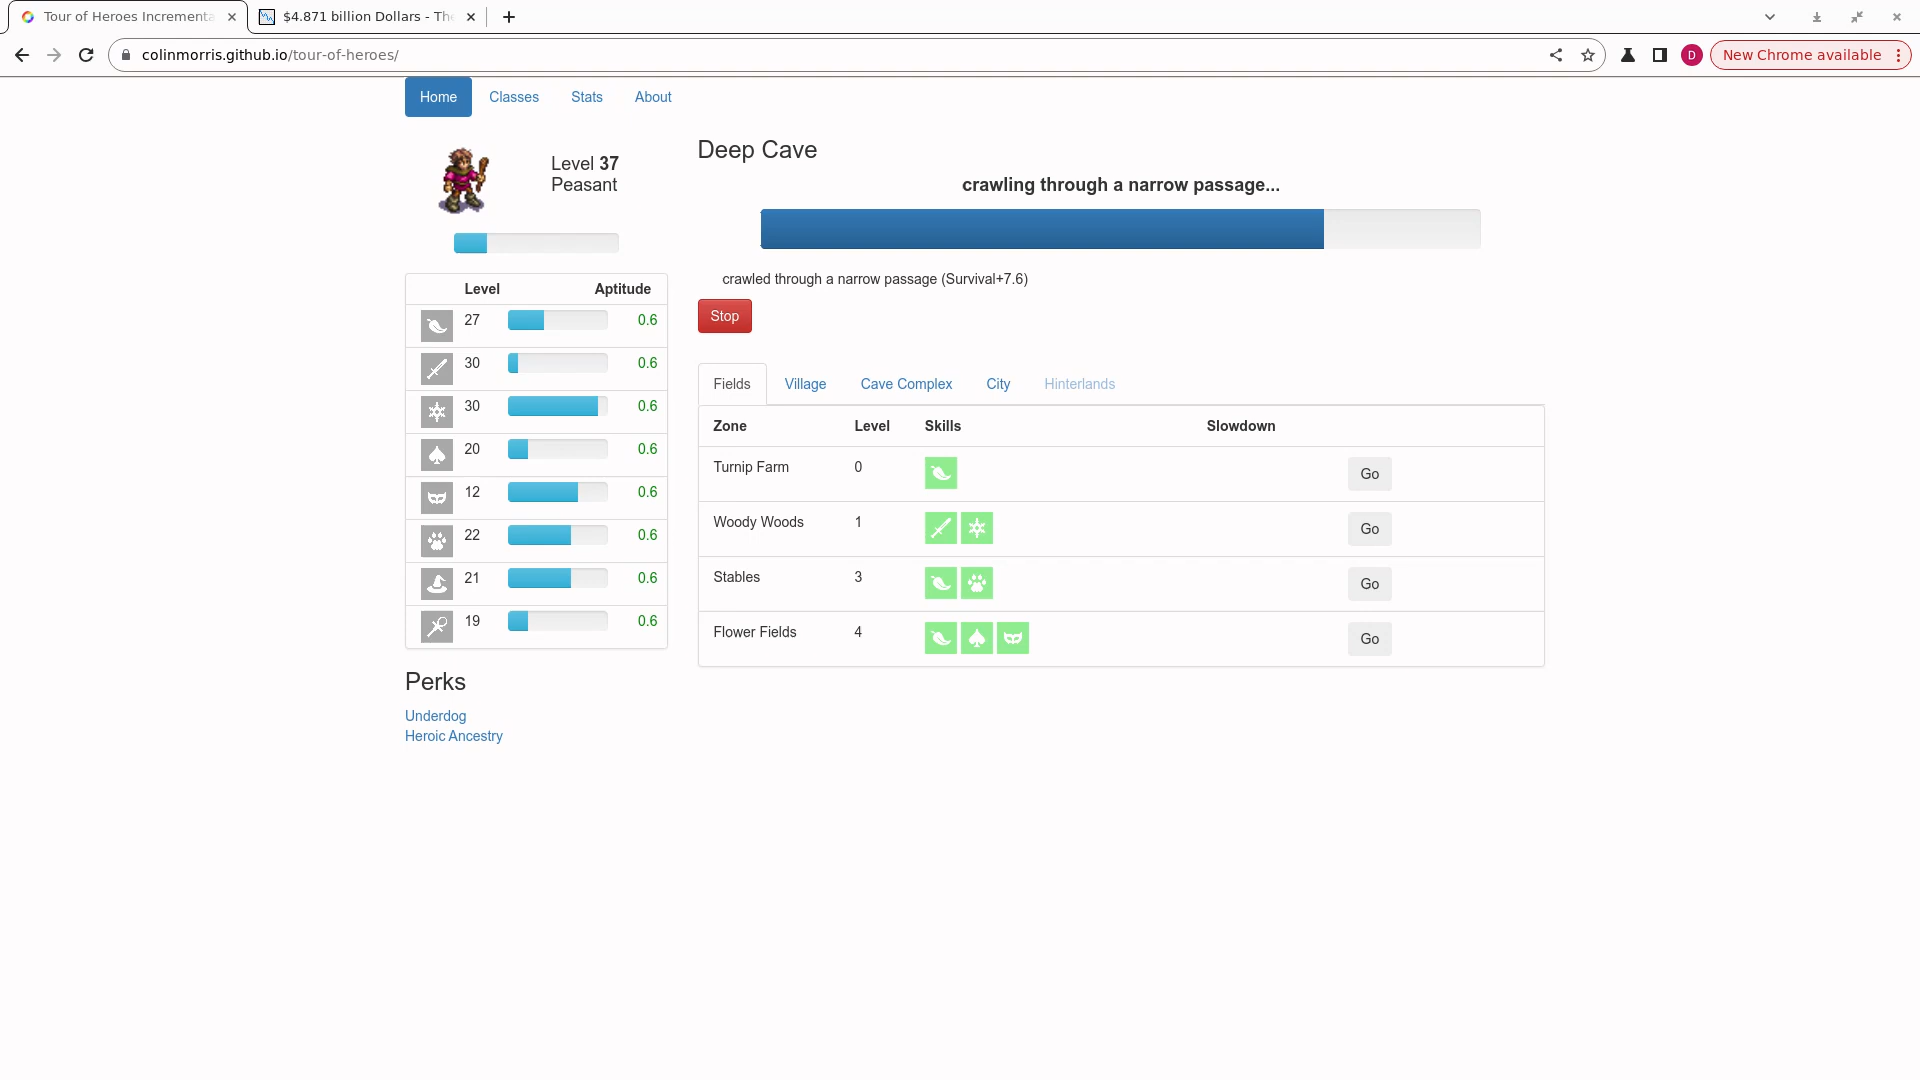 Tour of Heroes Incrementa
$4.871 billion Dollars - The
colinmorris.github.io/tour-of-heroes/
D
New Chrome available
Home
Classes
Stats
About
Level 37
Peasant
Deep Cave
crawling through a narrow passage...
crawled through a narrow passage (Survival+7.6)
Stop
Level Aptitude
27 0.6
30 0.6
30 0.6
20 0.6
12 0.6
22 0.6
21 0.6
19 0.6
Perks
Underdog
Heroic Ancestry
Fields
Village
Cave Complex
City
Hinterlands
Zone Level Skills Slowdown
Turnip Farm 0 Go
Woody Woods 1 Go
Stables 3 Go
Flower Fields 4 Go